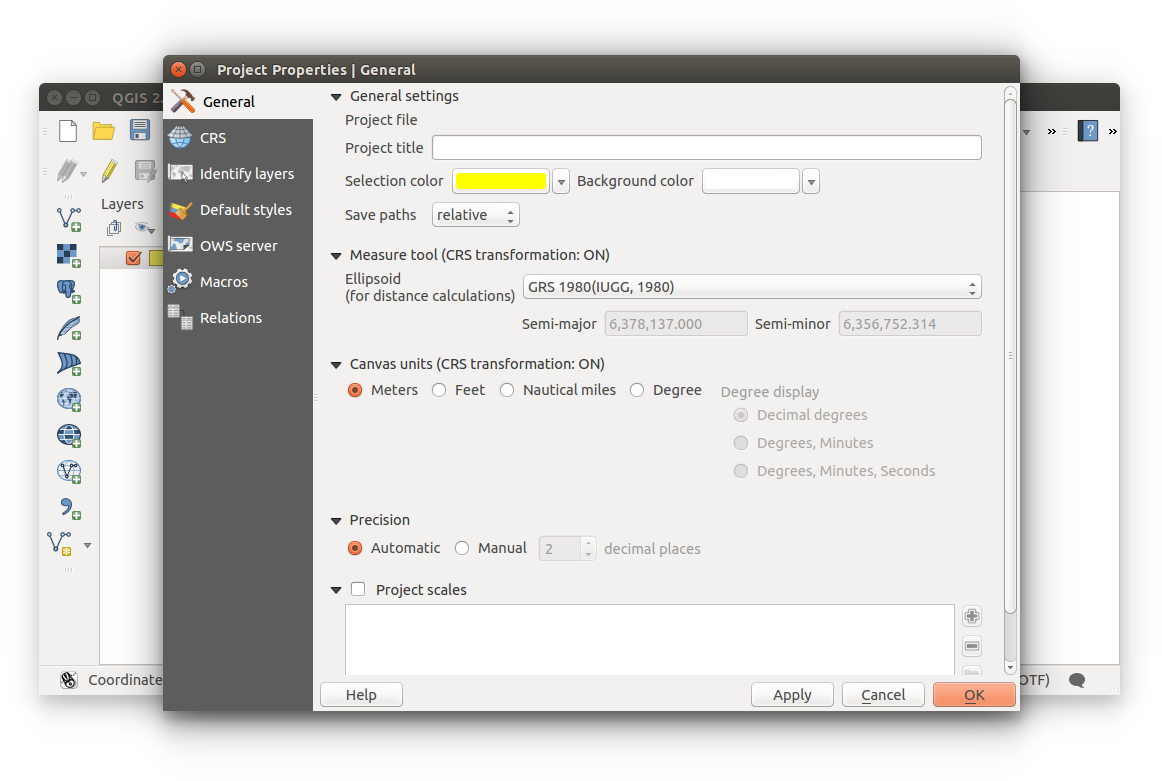 Project Properties | General
QGIS 2.
General
CRS
Identify layers
Default styles
OWS server
Macros
Relations
Layers
General settings
Project file
Project title
Selection color
Background color
Save paths
relative
Measure tool (CRS transformation: ON)
Ellipsoid
(for distance calculations)
GRS 1980(IUGG, 1980)
Semi-major
6,378,137.000
Semi-minor
6,356,752.314
Canvas units (CRS transformation: ON)
Meters
Feet
Nautical miles
Degree
Degree display
Decimal degrees
Degrees, Minutes
Degrees, Minutes, Seconds
Precision
Automatic
Manual
2
decimal places
Project scales
Coordinate
OTF)
Help
Apply
Cancel
OK